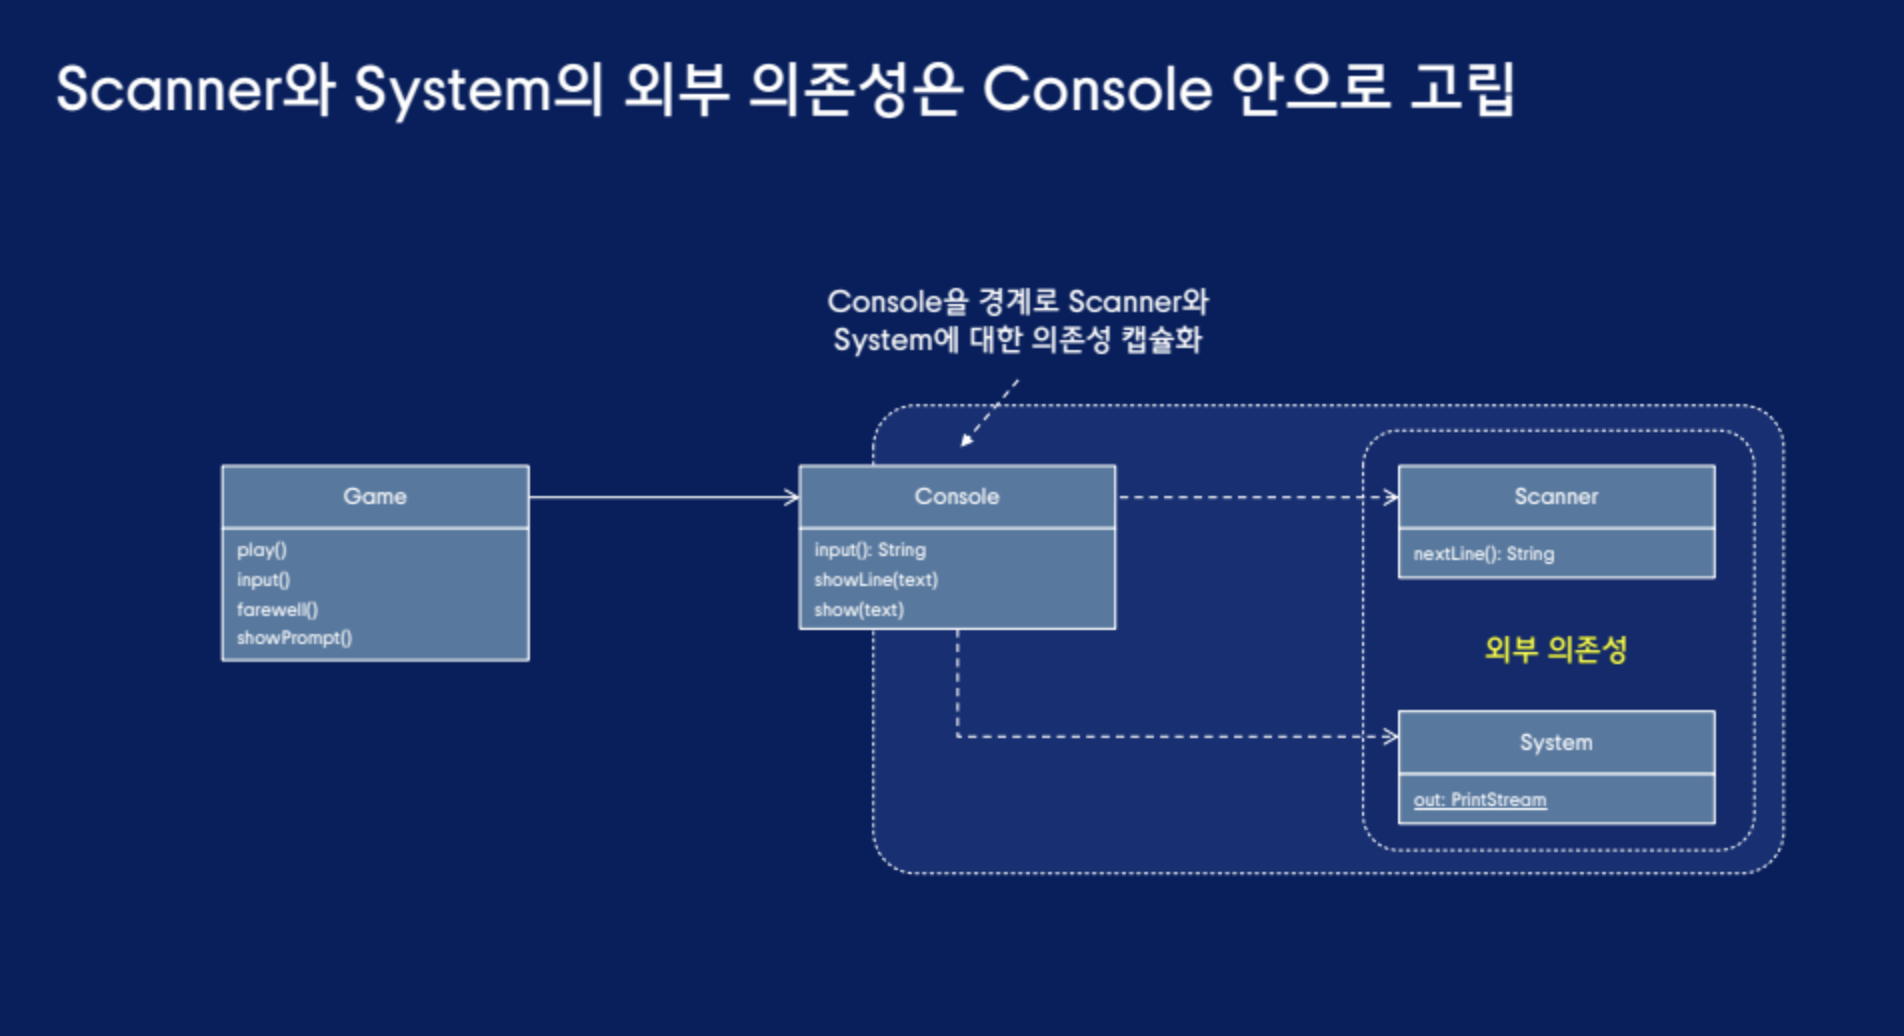 Scanner와 System의 외부 의존성은 Console 안으로 고립
Console을 경계로 Scanner와
System에 대한 의존성 캡슐화
Game
play()
input()
farewell()
showPrompt()
Console
input(): String
showLine(text)
show(text)
Scanner
nextLine(): String
외부 의존성
System
out: PrintStream